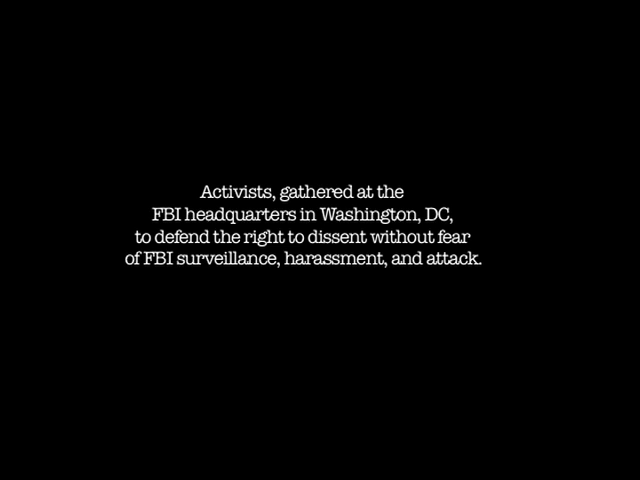 Activists, gathered at the
FBI headquarters in Washington, DC,
to defend the right to dissent without fear
of FBI surveillance, harassment, and attack.